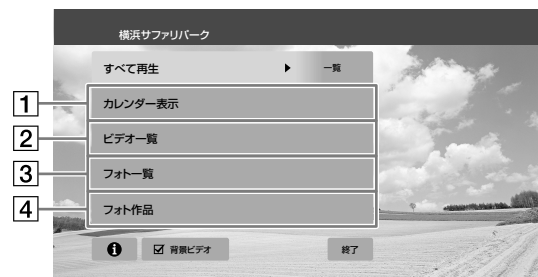 横浜サファリパーク
すべて再生 ▶ 一覧
1 カレンダー表示
2 ビデオ一覧
3 フォト一覧
4 フォト作品
i ☑ 背景ビデオ 終了